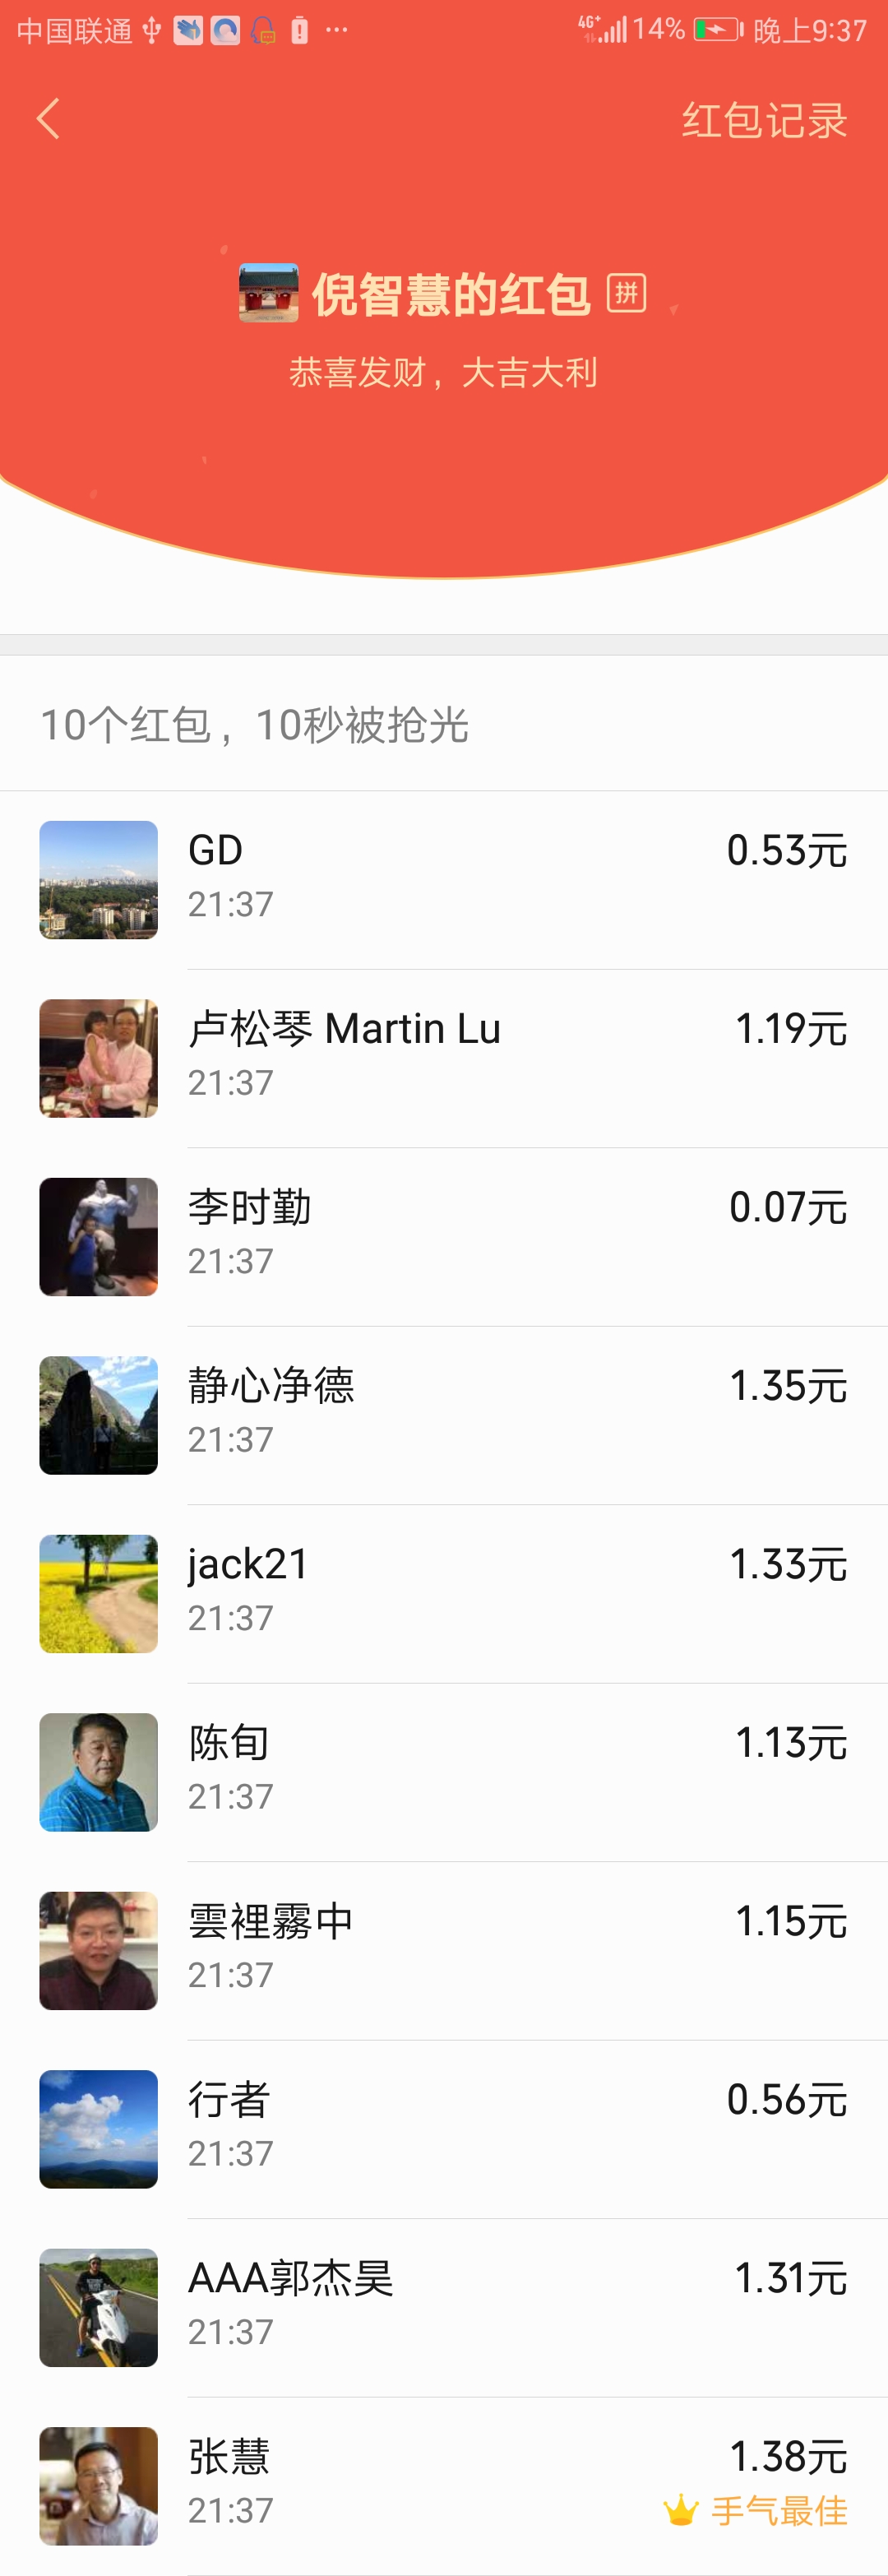 中国联通 4G+ 14% 晚上9:37
红包记录
倪智慧的红包 拼
恭喜发财，大吉大利
10个红包，10秒被抢光
GD 0.53元
21:37
卢松琴 Martin Lu 1.19元
21:37
李时勤 0.07元
21:37
静心净德 1.35元
21:37
jack21 1.33元
21:37
陈旬 1.13元
21:37
雲裡霧中 1.15元
21:37
行者 0.56元
21:37
AAA郭杰昊 1.31元
21:37
张慧 1.38元
21:37 手气最佳